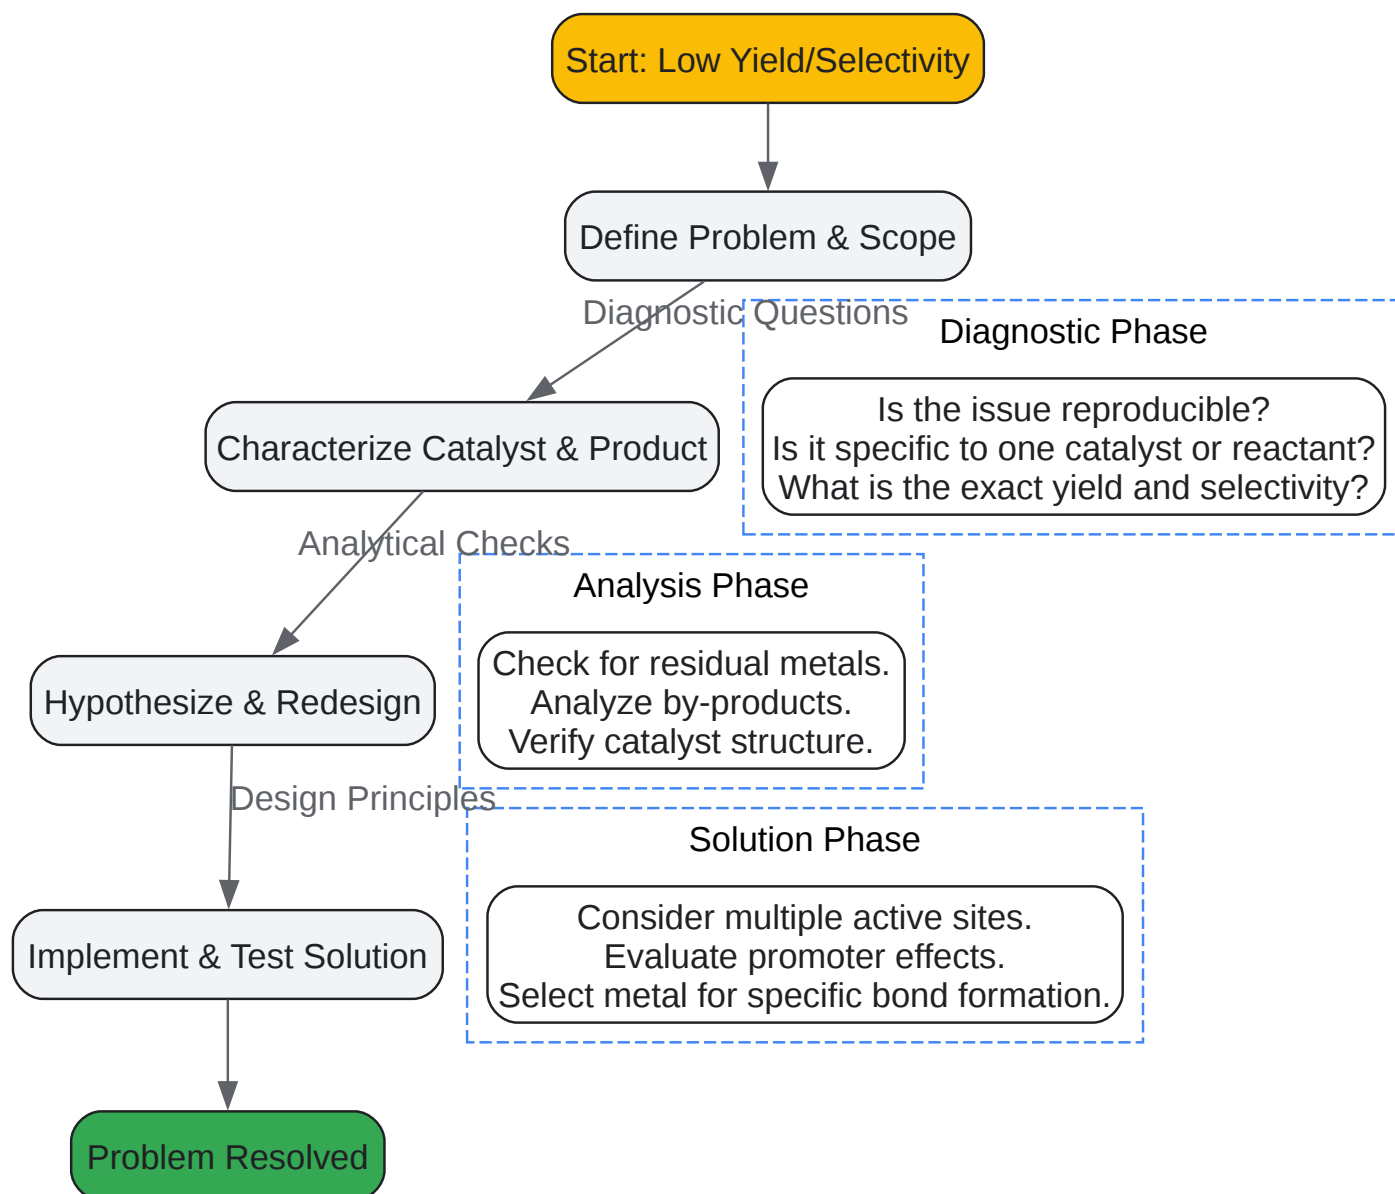 Start: Low Yield/Selectivity
Define Problem & Scope
Diagnostic Questions
Diagnostic Phase
Is the issue reproducible?
Is it specific to one catalyst or reactant?
What is the exact yield and selectivity?
Characterize Catalyst & Product
Analytical Checks
Analysis Phase
Check for residual metals.
Analyze by-products.
Verify catalyst structure.
Hypothesize & Redesign
Design Principles
Solution Phase
Consider multiple active sites.
Evaluate promoter effects.
Select metal for specific bond formation.
Implement & Test Solution
Problem Resolved